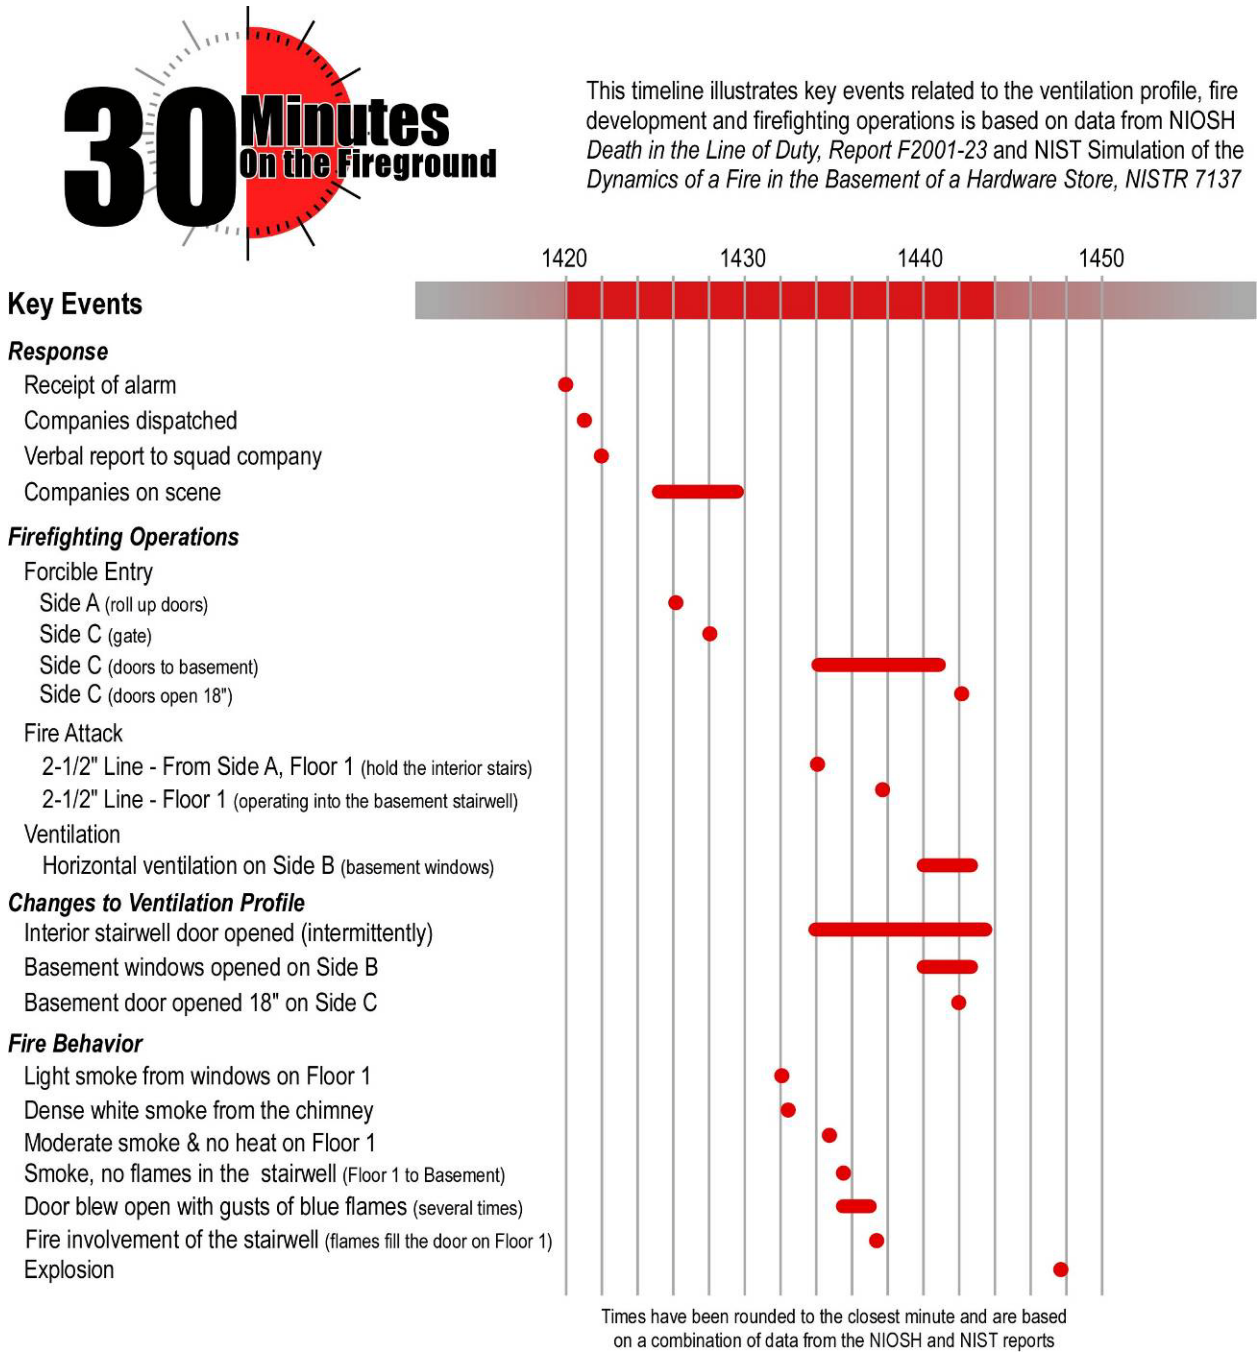 30 Minutes
On the Fireground
This timeline illustrates key events related to the ventilation profile, fire
development and firefighting operations is based on data from NIOSH
Death in the Line of Duty, Report F2001-23 and NIST Simulation of the
Dynamics of a Fire in the Basement of a Hardware Store, NISTR 7137
1420 1430 1440 1450
Key Events
Response
Receipt of alarm
Companies dispatched
Verbal report to squad company
Companies on scene
Firefighting Operations
Forcible Entry
Side A (roll up doors)
Side C (gate)
Side C (doors to basement)
Side C (doors open 18")
Fire Attack
2-1/2" Line - From Side A, Floor 1 (hold the interior stairs)
2-1/2" Line - Floor 1 (operating into the basement stairwell)
Ventilation
Horizontal ventilation on Side B (basement windows)
Changes to Ventilation Profile
Interior stairwell door opened (intermittently)
Basement windows opened on Side B
Basement door opened 18" on Side C
Fire Behavior
Light smoke from windows on Floor 1
Dense white smoke from the chimney
Moderate smoke & no heat on Floor 1
Smoke, no flames in the stairwell (Floor 1 to Basement)
Door blew open with gusts of blue flames (several times)
Fire involvement of the stairwell (flames fill the door on Floor 1)
Explosion
Times have been rounded to the closest minute and are based
on a combination of data from the NIOSH and NIST reports